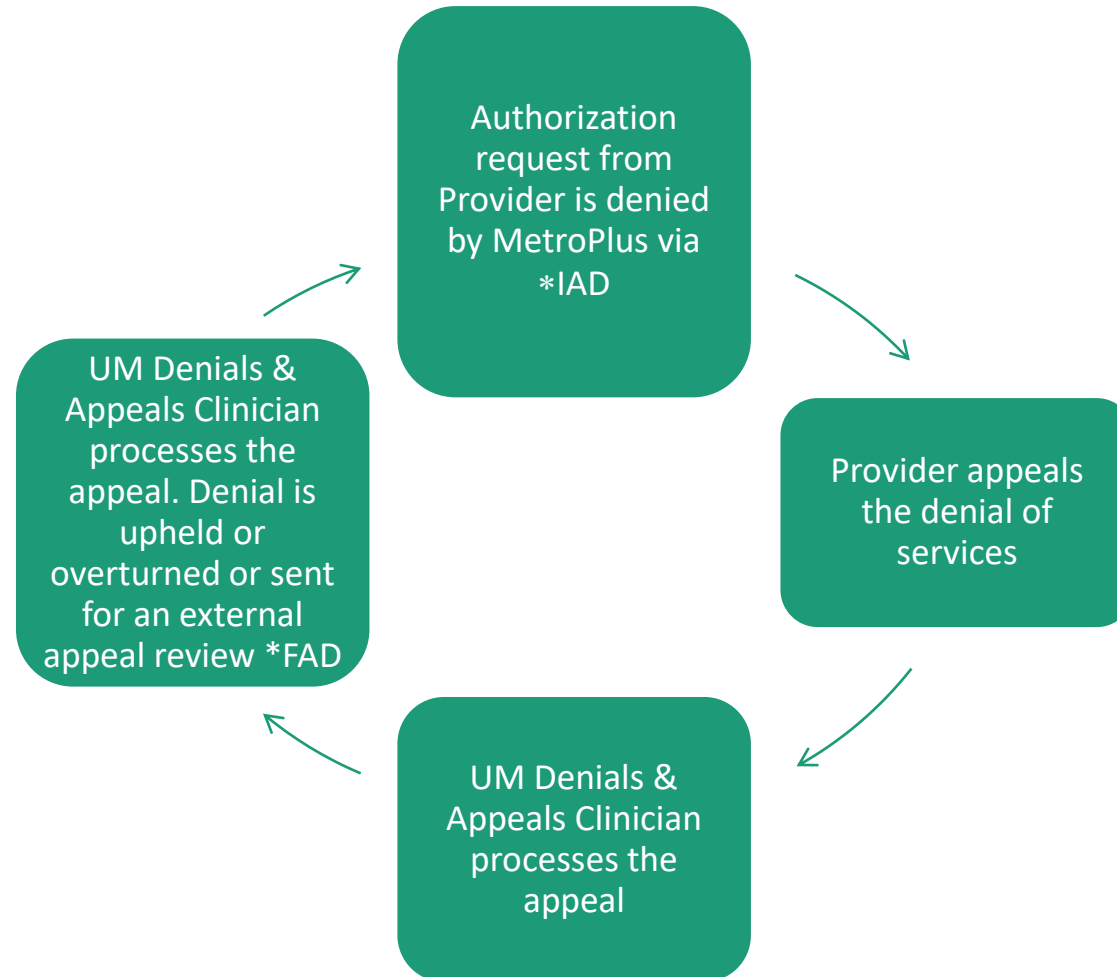 Authorization
request from
Provider is denied
by MetroPlus via
*IAD
Provider appeals
the denial of
services
UM Denials &
Appeals Clinician
processes the
appeal
UM Denials &
Appeals Clinician
processes the
appeal. Denial is
upheld or
overturned or sent
for an external
appeal review *FAD